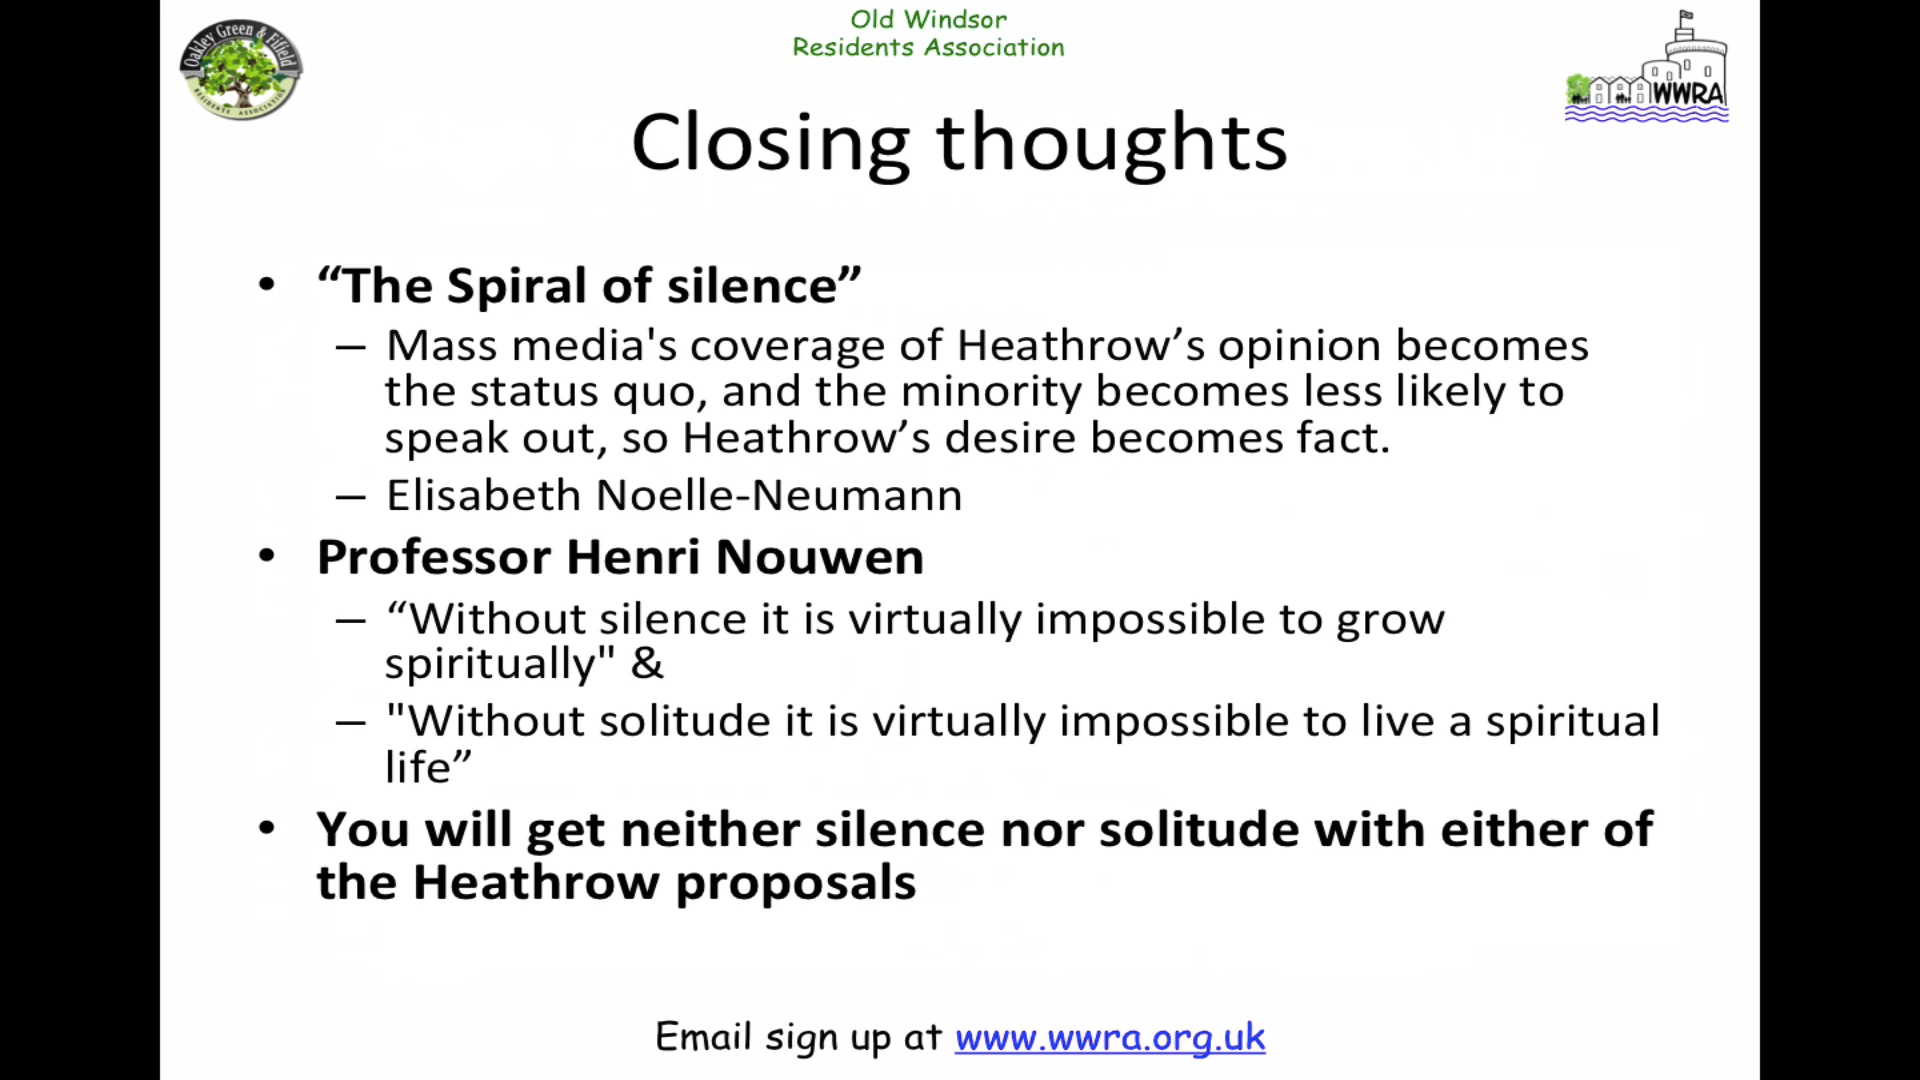 Oakley Green & Fifield
RESIDENTS ASSOCIATION
Old Windsor
Residents Association
WWRA
Closing thoughts
• “The Spiral of silence”
– Mass media's coverage of Heathrow’s opinion becomes
the status quo, and the minority becomes less likely to
speak out, so Heathrow’s desire becomes fact.
– Elisabeth Noelle-Neumann
• Professor Henri Nouwen
– “Without silence it is virtually impossible to grow
spiritually" &
– "Without solitude it is virtually impossible to live a spiritual
life”
• You will get neither silence nor solitude with either of
the Heathrow proposals
Email sign up at www.wwra.org.uk